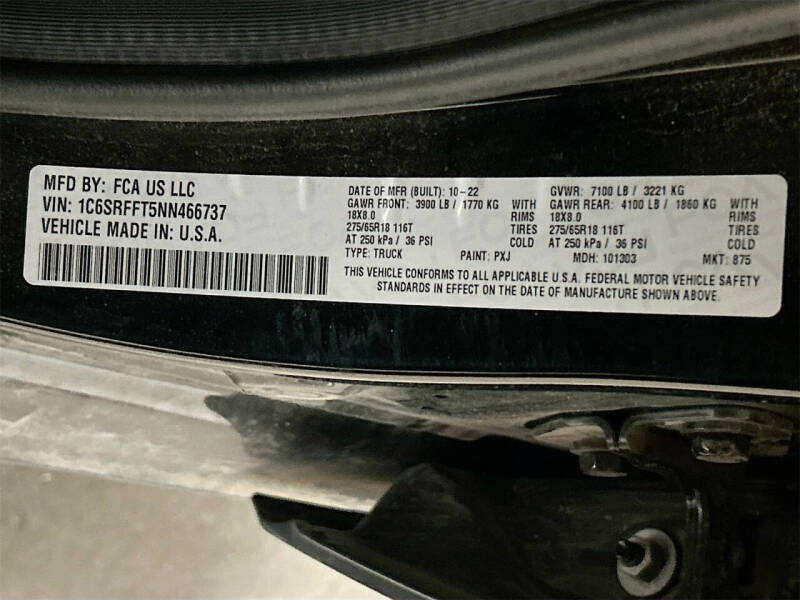 MFD BY: FCA US LLC
VIN: 1C6SRFFT5NN466737
VEHICLE MADE IN: U.S.A.
DATE OF MFR (BUILT): 10-22
GAWR FRONT: 3900 LB / 1770 KG WITH
18X8.0 RIMS
275/65R18 116T TIRES
AT 250 kPa / 36 PSI COLD
TYPE: TRUCK PAINT: PXJ
GVWR: 7100 LB / 3221 KG
GAWR REAR: 4100 LB / 1860 KG WITH
18X8.0 RIMS
275/65R18 116T TIRES
AT 250 kPa / 36 PSI COLD
MDH: 101303 MKT: 875
THIS VEHICLE CONFORMS TO ALL APPLICABLE U.S.A. FEDERAL MOTOR VEHICLE SAFETY
STANDARDS IN EFFECT ON THE DATE OF MANUFACTURE SHOWN ABOVE.